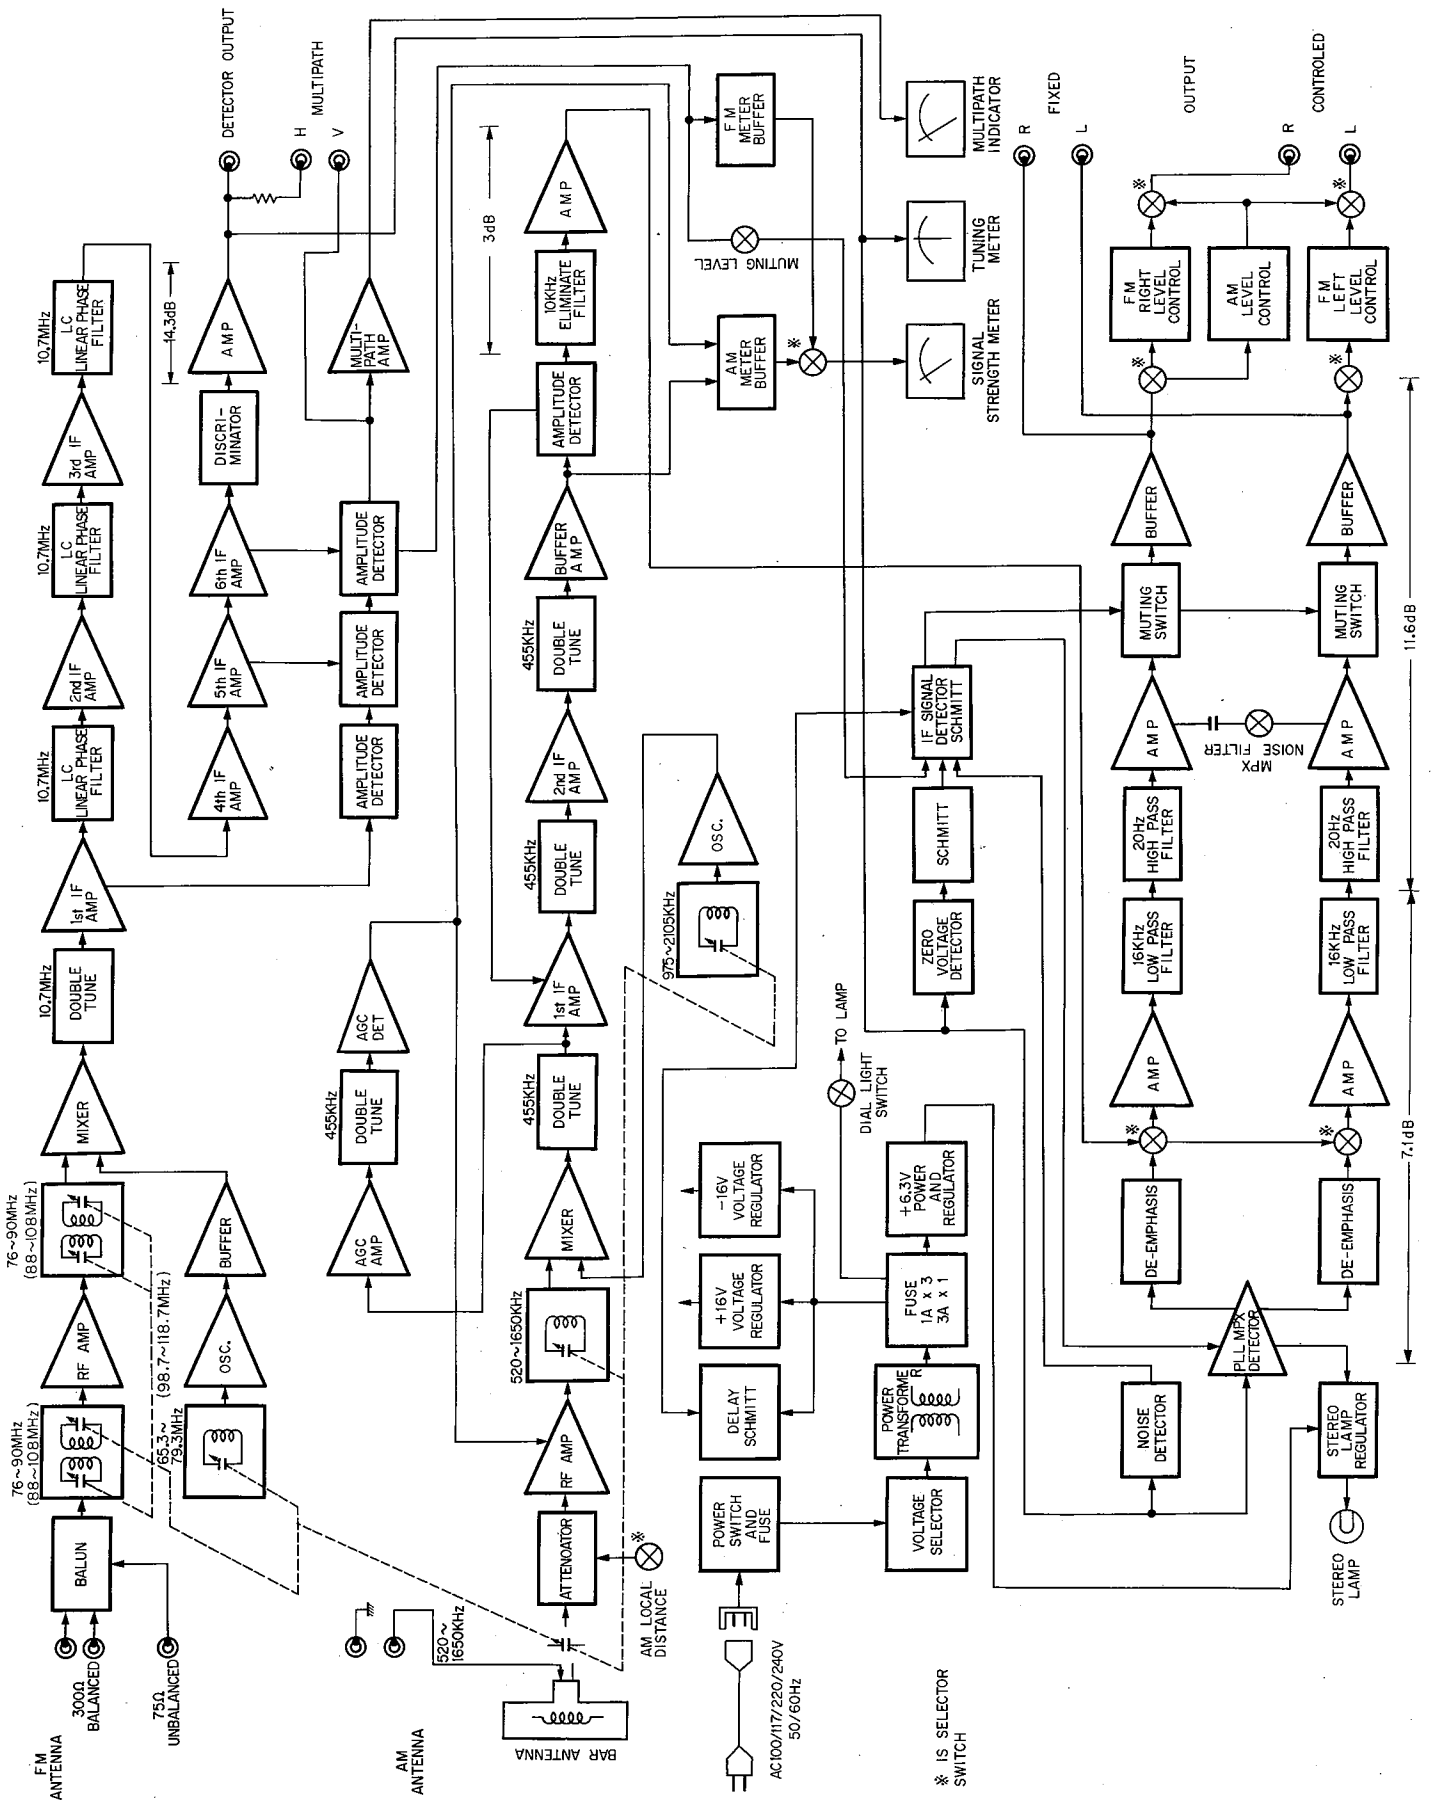 FM
ANTENNA
300Ω
BALANCED
75Ω
UNBALANCED
BALUN
76~90MHz
(88~108MHz)
RF AMP
76~90MHz
(88~108MHz)
MIXER
10.7MHz
DOUBLE
TUNE
1st IF
AMP
10.7MHz
LC
LINEAR PHASE
FILTER
2nd IF
AMP
10.7MHz
LC
LINEAR PHASE
FILTER
3rd IF
AMP
10.7MHz
LC
LINEAR PHASE
FILTER
65.3~
79.3MHz
(98.7~118.7MHz)
OSC.
BUFFER
4th IF
AMP
5th IF
AMP
6th IF
AMP
DISCRI-
MINATOR
AMP
14.3dB
DETECTOR OUTPUT
H
MULTIPATH
V
AMPLITUDE
DETECTOR
AMPLITUDE
DETECTOR
AMPLITUDE
DETECTOR
MULTI-
PATH
AMP
AGC
AMP
455KHz
DOUBLE
TUNE
AGC
DET
AM
ANTENNA
520~
1650KHz
BAR ANTENNA
ATTENOATOR
※
AM LOCAL
DISTANCE
RF AMP
520~1650KHz
MIXER
455KHz
DOUBLE
TUNE
1st IF
AMP
455KHz
DOUBLE
TUNE
2nd IF
AMP
455KHz
DOUBLE
TUNE
BUFFER
AMP
AMPLITUDE
DETECTOR
10KHz
ELIMINATE
FILTER
AMP
3dB
975~2105KHz
OSC.
AM
METER
BUFFER
※
FM
METER
BUFFER
MUTING LEVEL
SIGNAL
STRENGTH METER
TUNING
METER
MULTIPATH
INDICATOR
AC100/117/220/240V
50/60Hz
POWER
SWITCH
AND
FUSE
DELAY
SCHMITT
+16V
VOLTAGE
REGULATOR
-16V
VOLTAGE
REGULATOR
DIAL LIGHT
SWITCH
TO LAMP
VOLTAGE
SELECTOR
POWER
TRANSFORMER
FUSE
1A x 3
3A x 1
+6.3V
POWER
AND
REGULATOR
ZERO
VOLTAGE
DETECTOR
SCHMITT
IF SIGNAL
DETECTOR
SCHMITT
※ IS SELECTOR
SWITCH
NOISE
DETECTOR
PLL MPX
DETECTOR
STEREO
LAMP
STEREO
LAMP
REGULATOR
DE-EMPHASIS
※
AMP
16KHz
LOW PASS
FILTER
20Hz
HIGH PASS
FILTER
AMP
MUTING
SWITCH
BUFFER
※
FM
RIGHT
LEVEL
CONTROL
※
MPX
NOISE FILTER
AM
LEVEL
CONTROL
DE-EMPHASIS
※
AMP
16KHz
LOW PASS
FILTER
20Hz
HIGH PASS
FILTER
AMP
MUTING
SWITCH
BUFFER
※
FM
LEFT
LEVEL
CONTROL
※
7.1dB
11.6dB
R
FIXED
L
OUTPUT
R
CONTROLED
L